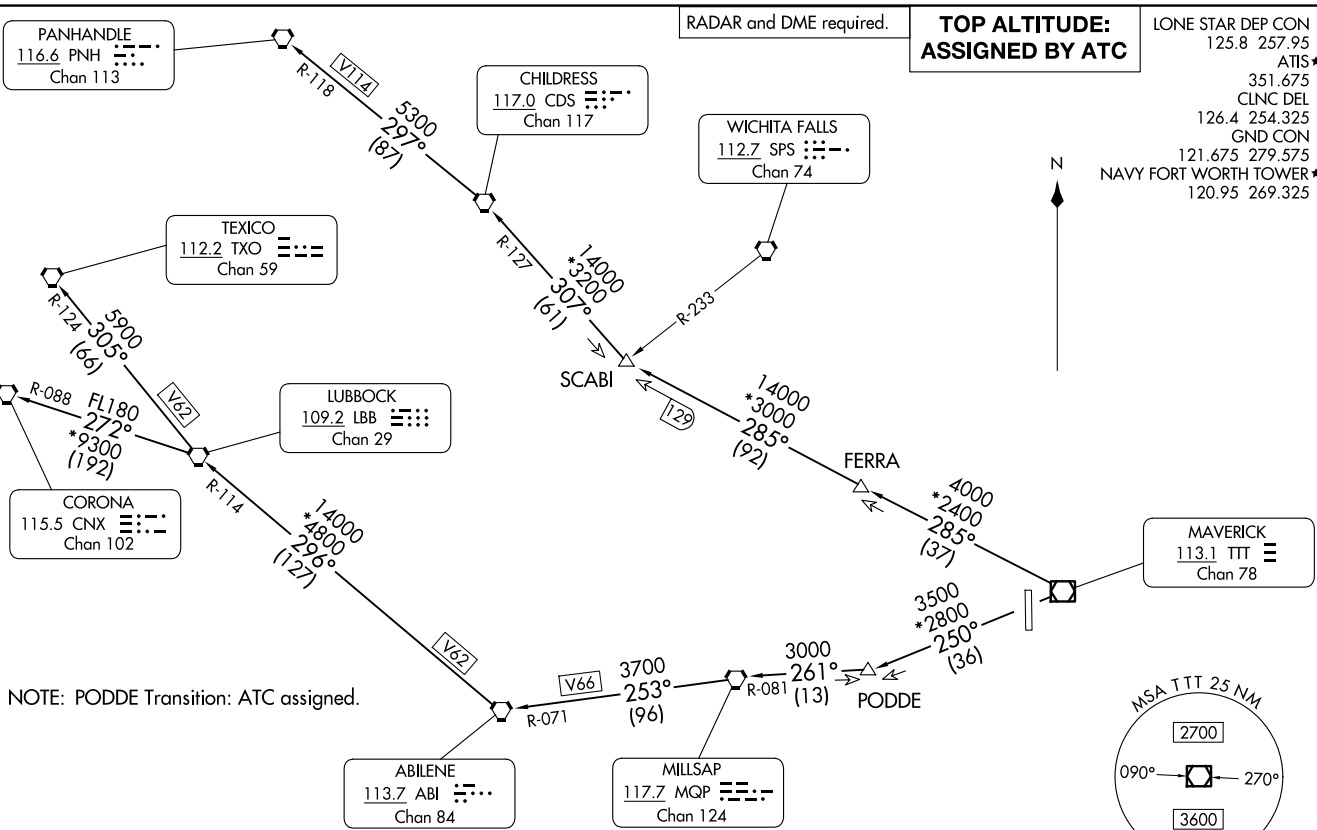 RADAR and DME required.
TOP ALTITUDE:
ASSIGNED BY ATC
LONE STAR DEP CON
125.8 257.95
ATIS★
351.675
CLNC DEL
126.4 254.325
GND CON
121.675 279.575
NAVY FORT WORTH TOWER★
120.95 269.325
PANHANDLE
116.6 PNH
Chan 113
R-118
V114
5300
297°
(87)
CHILDRESS
117.0 CDS
Chan 117
WICHITA FALLS
112.7 SPS
Chan 74
N
TEXICO
112.2 TXO
Chan 59
R-127
14000
*3200
307°
(61)
R-233
SCABI
129
R-124
5900
305°
(66)
V62
R-088
FL180
272°
*9300
(192)
LUBBOCK
109.2 LBB
Chan 29
14000
*3000
285°
(92)
FERRA
4000
*2400
285°
(37)
CORONA
115.5 CNX
Chan 102
R-114
14000
*4800
296°
(127)
V62
MAVERICK
113.1 TTT
Chan 78
3500
*2800
250°
(36)
PODDE
3000
261°
(13)
R-081
V66
3700
253°
(96)
R-071
NOTE: PODDE Transition: ATC assigned.
ABILENE
113.7 ABI
Chan 84
MILLSAP
117.7 MQP
Chan 124
MSA TTT 25 NM
2700
090°
270°
3600